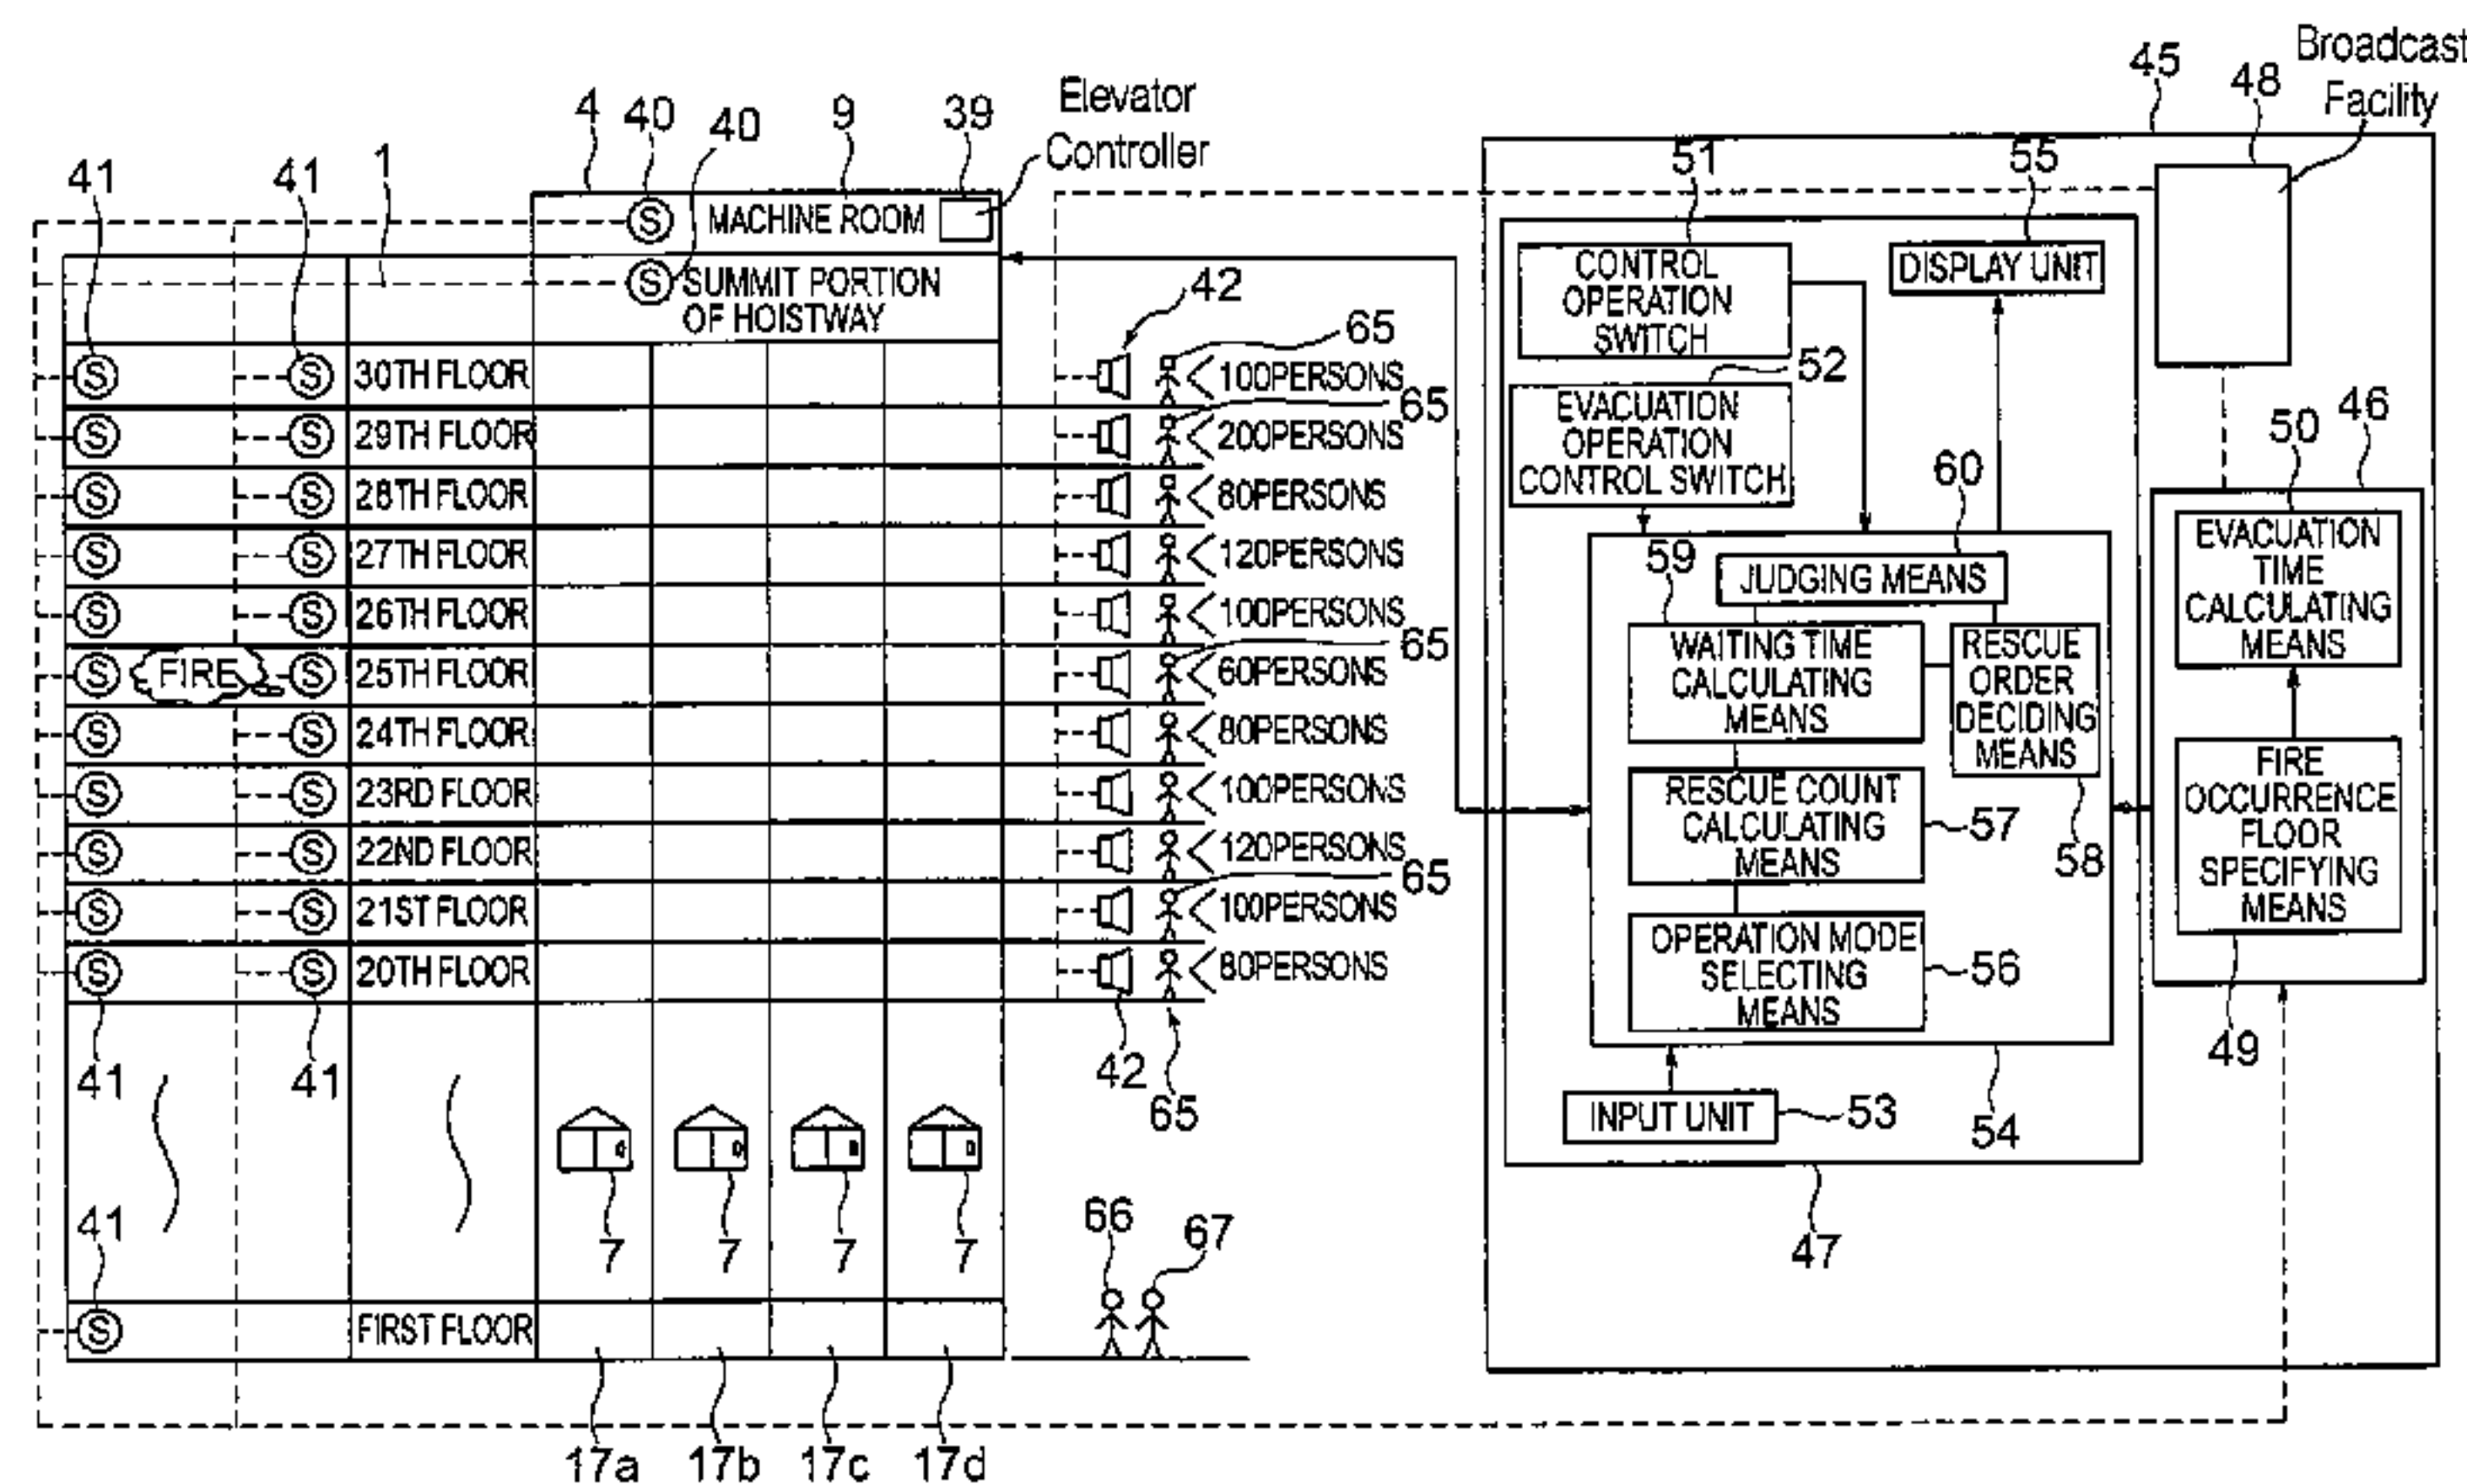 Broadcast
Facility
45
48
Elevator
Controller
4
40
40
9
39
1
41
41
51
55
S
MACHINE ROOM
S
SUMMIT PORTION
OF HOISTWAY
CONTROL
OPERATION
SWITCH
DISPLAY UNIT
42
65
S
S
30TH FLOOR
100PERSONS
52
65
S
S
29TH FLOOR
200PERSONS
EVACUATION
OPERATION
CONTROL SWITCH
46
50
60
S
S
28TH FLOOR
80PERSONS
59
JUDGING MEANS
EVACUATION
TIME
CALCULATING
MEANS
S
S
27TH FLOOR
120PERSONS
S
S
26TH FLOOR
100PERSONS
65
WAITING TIME
CALCULATING
MEANS
RESCUE
ORDER
DECIDING
MEANS
S
FIRE
S
25TH FLOOR
60PERSONS
S
S
24TH FLOOR
80PERSONS
FIRE
OCCURRENCE
FLOOR
SPECIFYING
MEANS
S
S
23RD FLOOR
100PERSONS
RESCUE COUNT
CALCULATING
MEANS
57
58
S
S
22ND FLOOR
120PERSONS
65
S
S
21ST FLOOR
100PERSONS
OPERATION MODE
SELECTING
MEANS
56
S
S
20TH FLOOR
80PERSONS
41
41
42
65
49
INPUT UNIT
53
54
41
7
7
7
7
66
67
47
S
FIRST FLOOR
17a
17b
17c
17d